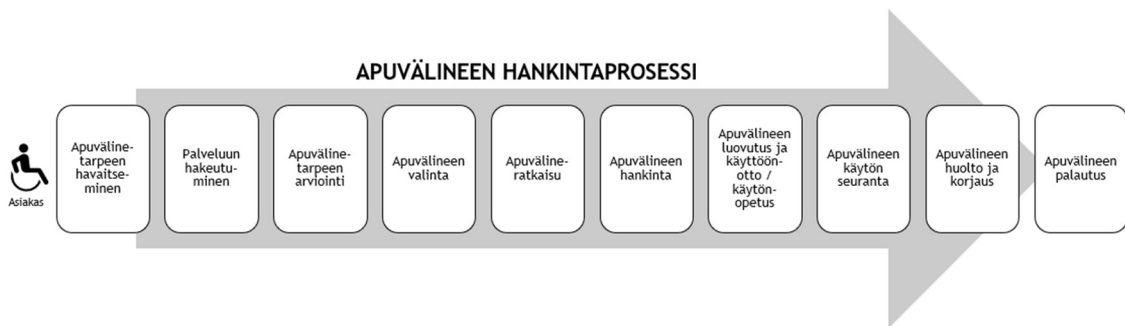 APUVÄLINEEN HANKINTAPROSESSI
Asiakas
Apuväline-
tarpeen
havaitse-
minen
Palveluun
hakeutu-
minen
Apuväline-
tarpeen
arviointi
Apuvälineen
valinta
Apuväline-
ratkaisu
Apuvälineen
hankinta
Apuvälineen
luovutus ja
käyttöön-
otto /
käytön-
opetus
Apuvälineen
käytön
seuranta
Apuvälineen
huolto ja
korjaus
Apuvälineen
palautus